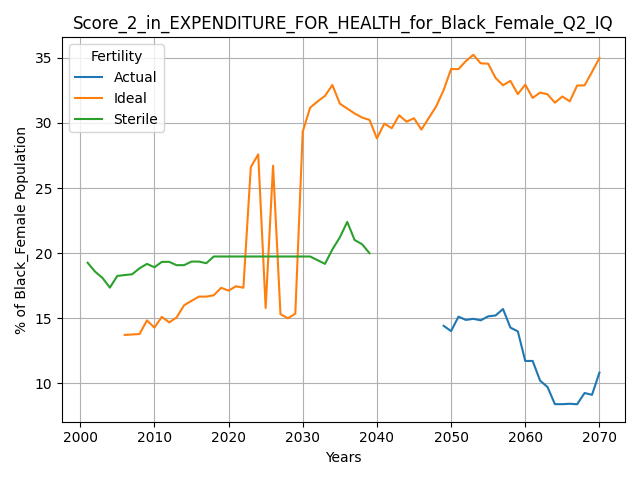 Score_2_in_EXPENDITURE_FOR_HEALTH_for_Black_Female_Q2_IQ
Fertility
Actual
Ideal
Sterile
% of Black_Female Population
35
30
25
20
15
10
2000 2010 2020 2030 2040 2050 2060 2070
Years